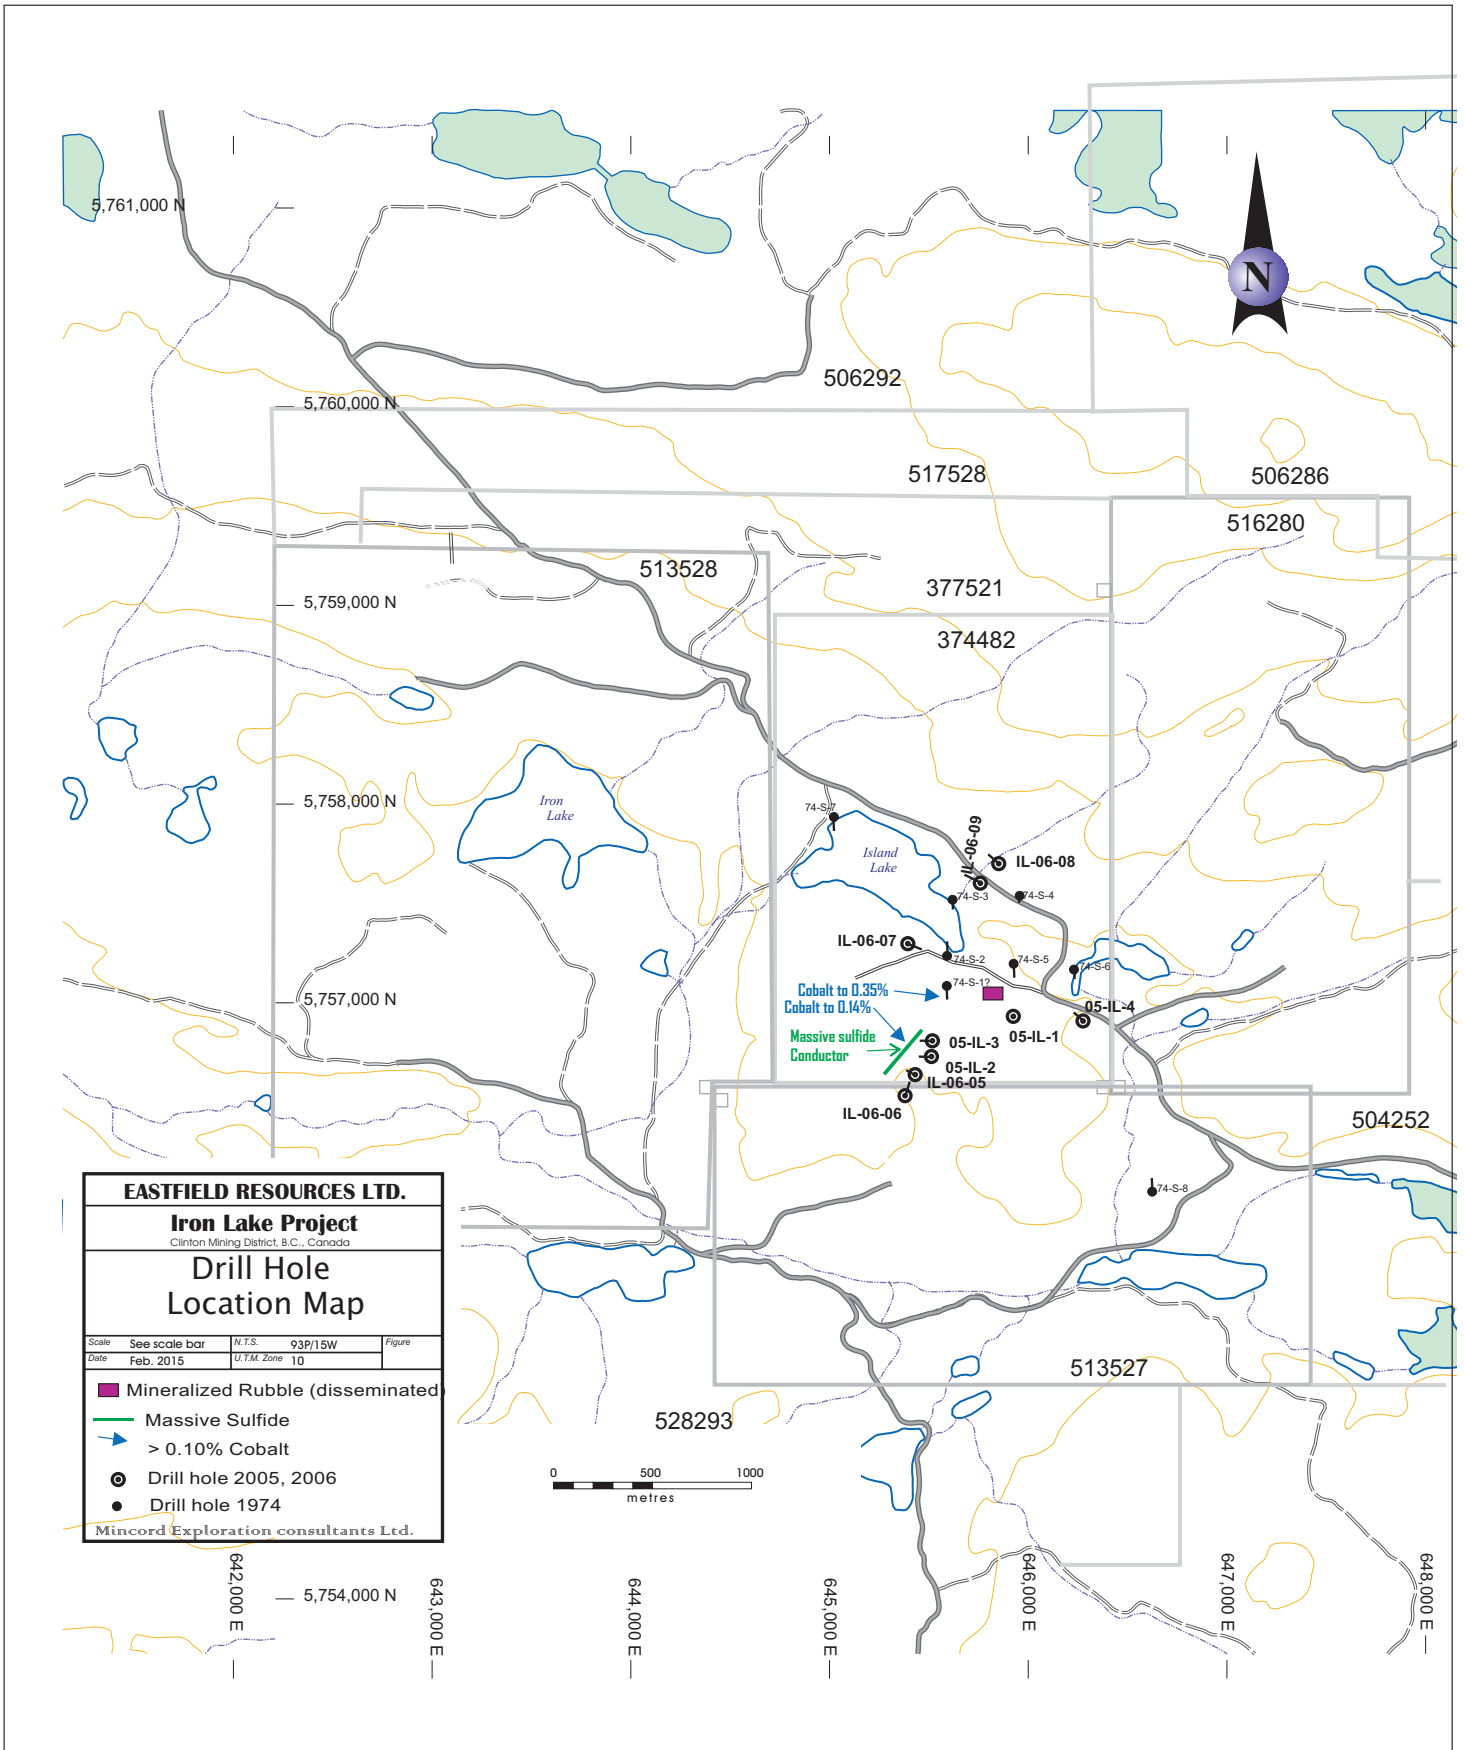 5,761,000 N
N
506292
5,760,000 N
517528
506286
516280
513528
377521
5,759,000 N
374482
5,758,000 N
Iron
Lake
74-S-7
Island
Lake
IL-06-09
IL-06-08
74-S-3
74-S-4
IL-06-07
74-S-2
74-S-5
74-S-6
74-S-1?
Cobalt to 0.35%
Cobalt to 0.14%
5,757,000 N
05-IL-4
05-IL-1
Massive sulfide
Conductor
05-IL-3
05-IL-2
IL-06-05
IL-06-06
504252
74-S-8
EASTFIELD RESOURCES LTD.
Iron Lake Project
Clinton Mining District, B.C., Canada
Drill Hole
Location Map
Scale See scale bar N.T.S. 93P/15W Figure
Date Feb. 2015 U.T.M. Zone 10
Mineralized Rubble (disseminated)
Massive Sulfide
> 0.10% Cobalt
Drill hole 2005, 2006
Drill hole 1974
Mincord Exploration consultants Ltd.
513527
528293
0 500 1000
metres
5,754,000 N
642,000 E
643,000 E
644,000 E
645,000 E
646,000 E
647,000 E
648,000 E